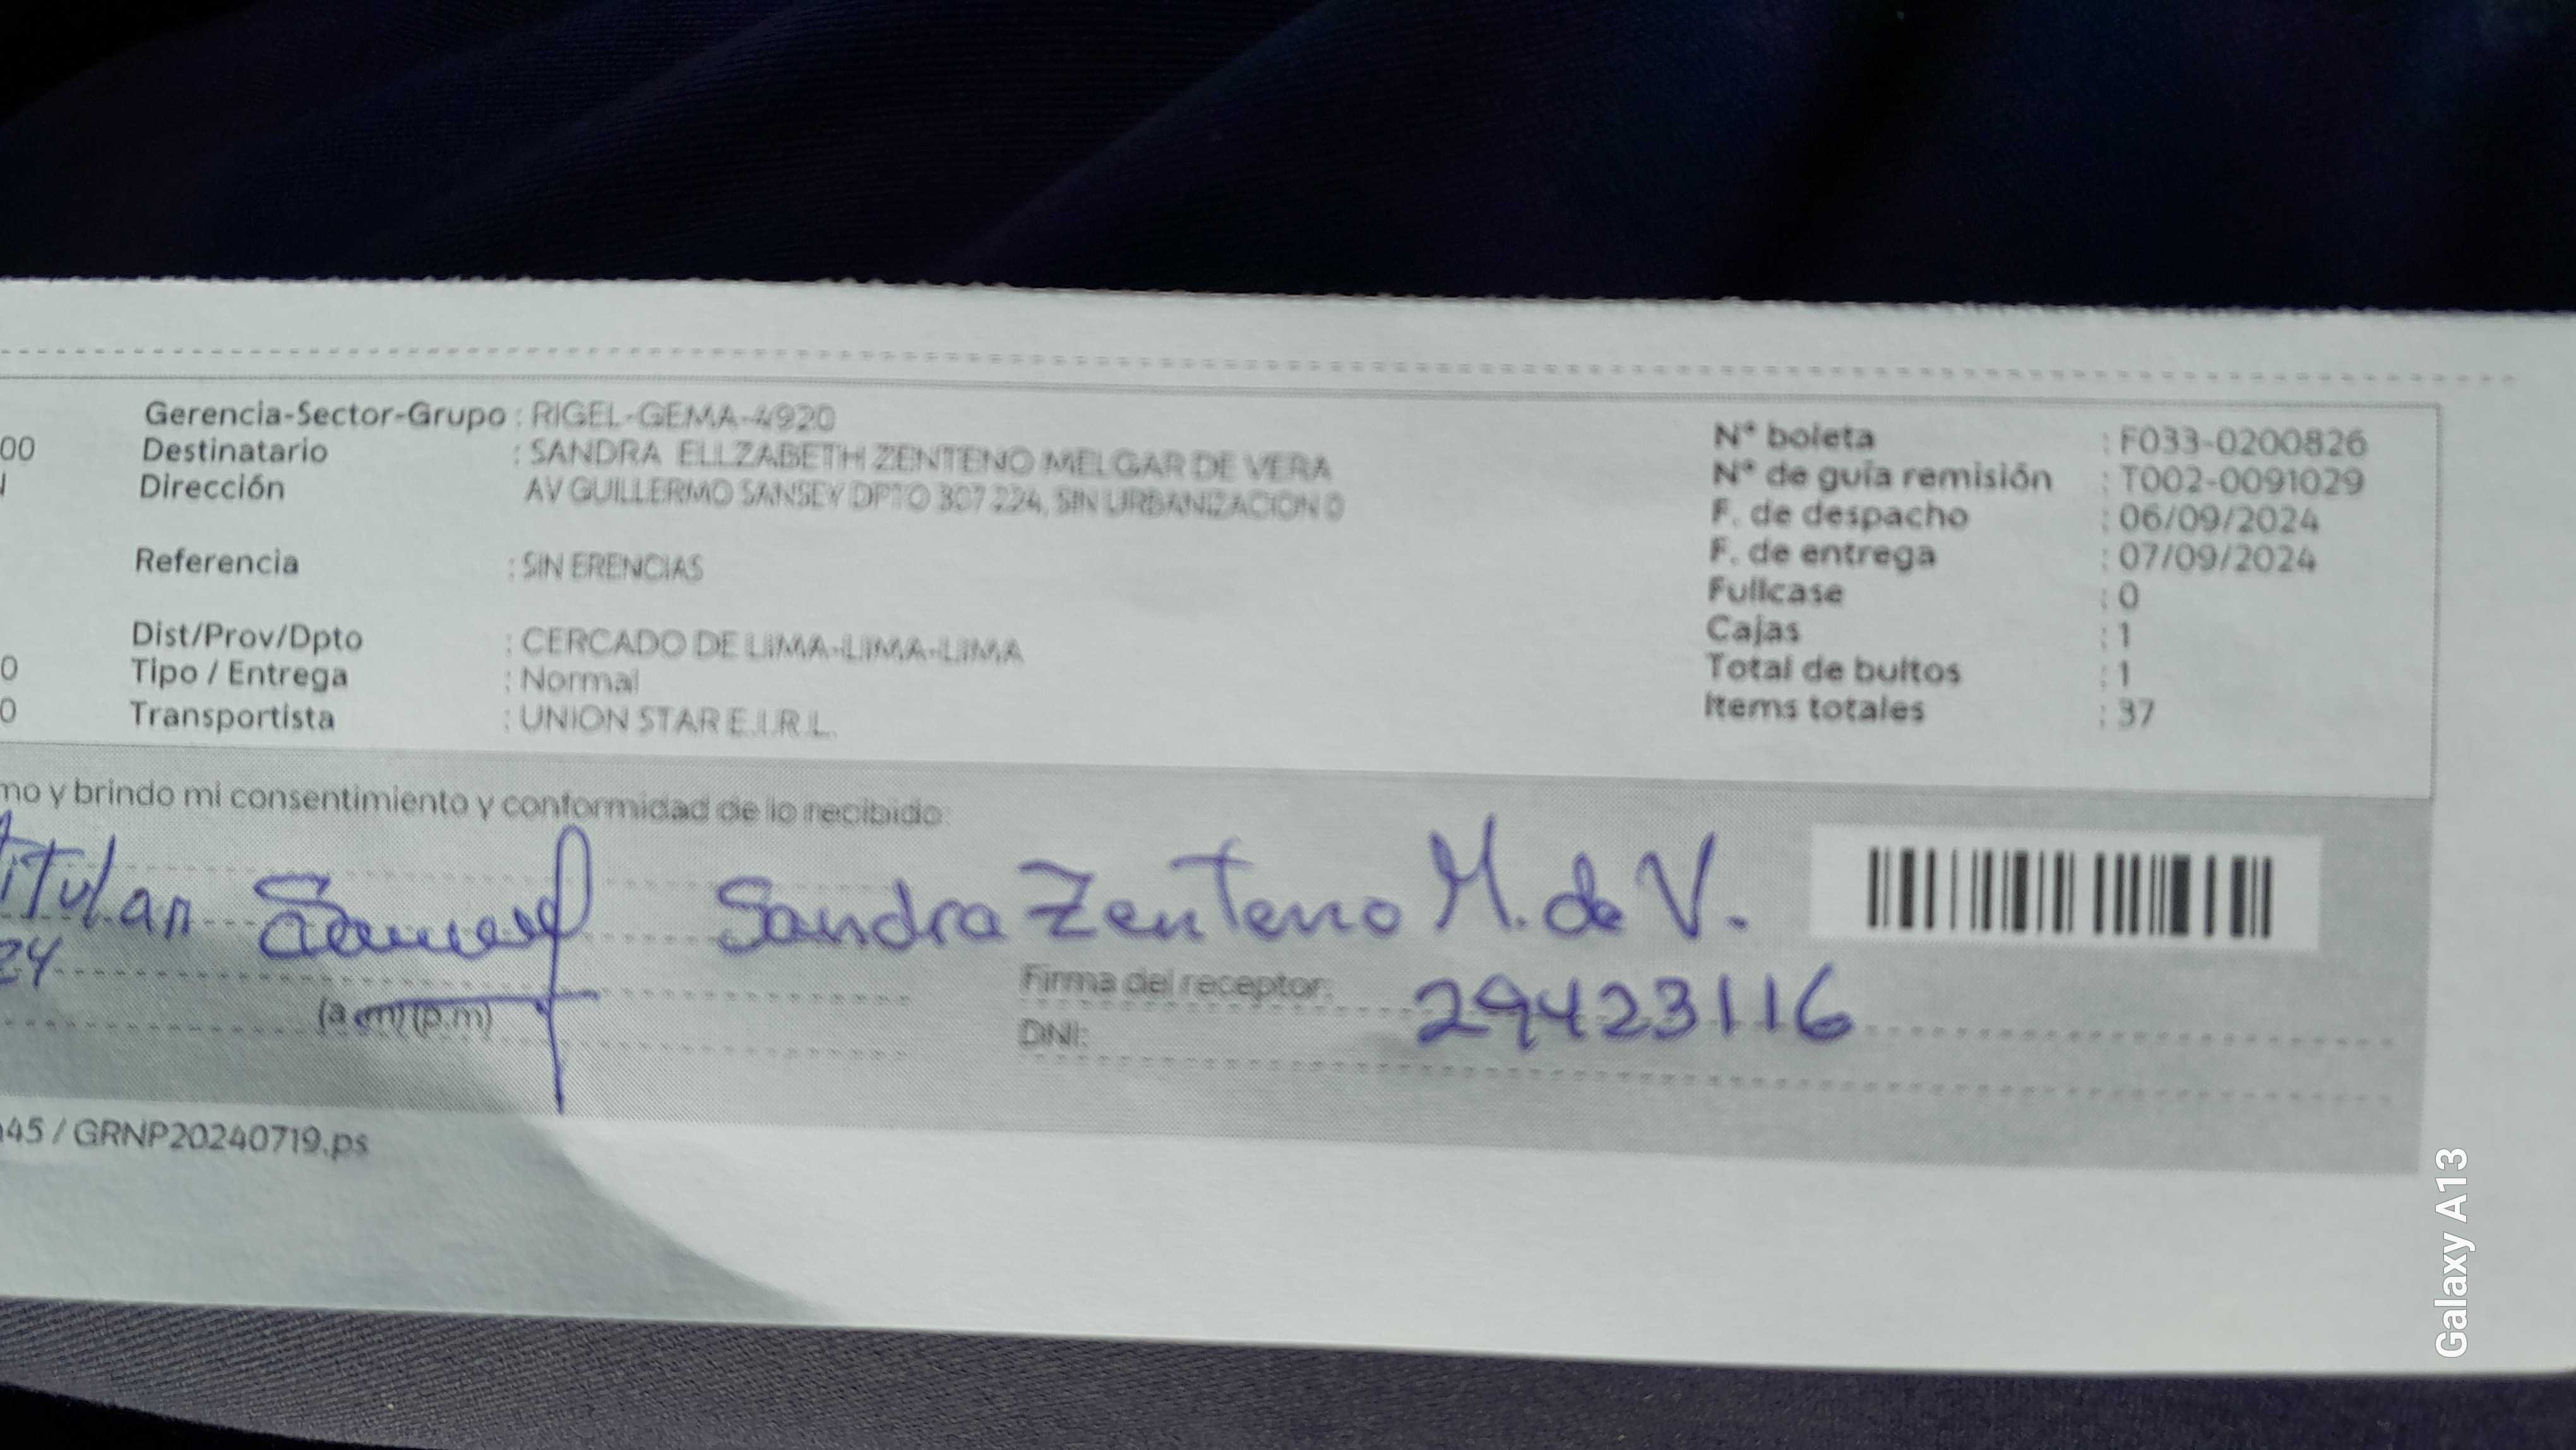 Gerencia-Sector-Grupo : RIGEL-GEMA-4920
00 Destinatario : SANDRA ELLZABETH ZENTENO MELGAR DE VERA
Dirección AV GUILLERMO SANSEY DPTO 307 224, SIN URBANIZACION 0
Referencia : SIN ERENCIAS
Dist/Prov/Dpto : CERCADO DE LIMA-LIMA-LIMA
0 Tipo / Entrega : Normal
0 Transportista : UNION STAR E.I.R.L.
N° boleta : F033-0200826
N° de guía remisión : T002-0091029
F. de despacho : 06/09/2024
F. de entrega : 07/09/2024
Fullcase : 0
Cajas : 1
Total de bultos : 1
Items totales : 37
mo y brindo mi consentimiento y conformidad de lo recibido.
itular Sandra Zenteno M. de V.
24 Firma del receptor:
(a.m) (p.m) DNI: 29423116
45 / GRNP20240719.ps
Galaxy A13